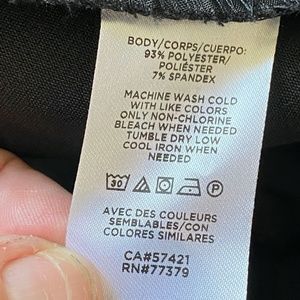 BODY/CORPS/CUERPO:
93% POLYESTER/
POLIÉSTER
7% SPANDEX
MACHINE WASH COLD
WITH LIKE COLORS
ONLY NON-CHLORINE
BLEACH WHEN NEEDED
TUMBLE DRY LOW
COOL IRON WHEN
NEEDED
30 P
AVEC DES COULEURS
SEMBLABLES/CON
COLORES SIMILARES
CA#57421
RN#77379